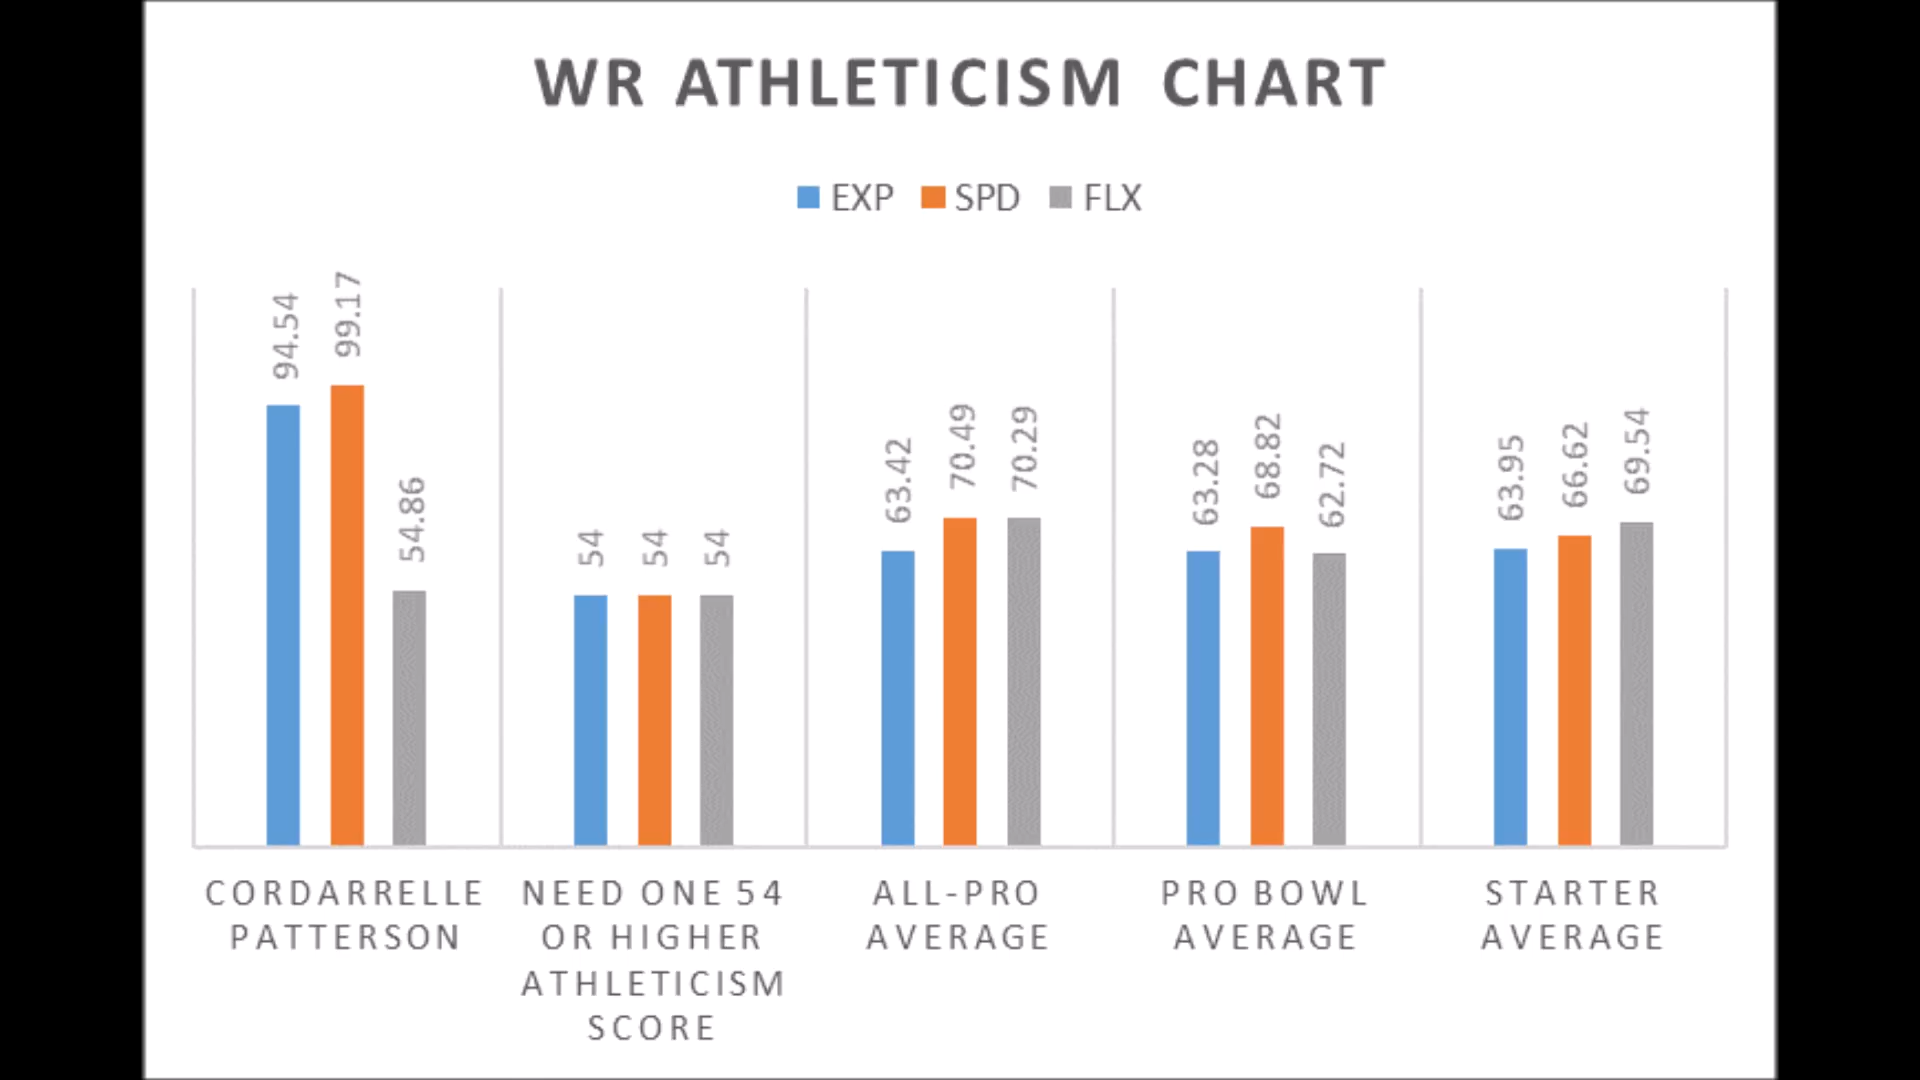 WR ATHLETICISM CHART
EXP SPD FLX
94.54 99.17 54.86
54 54 54
63.42 70.49 70.29
63.28 68.82 62.72
63.95 66.62 69.54
CORDARRELLE
PATTERSON
NEED ONE 54
OR HIGHER
ATHLETICISM
SCORE
ALL-PRO
AVERAGE
PRO BOWL
AVERAGE
STARTER
AVERAGE